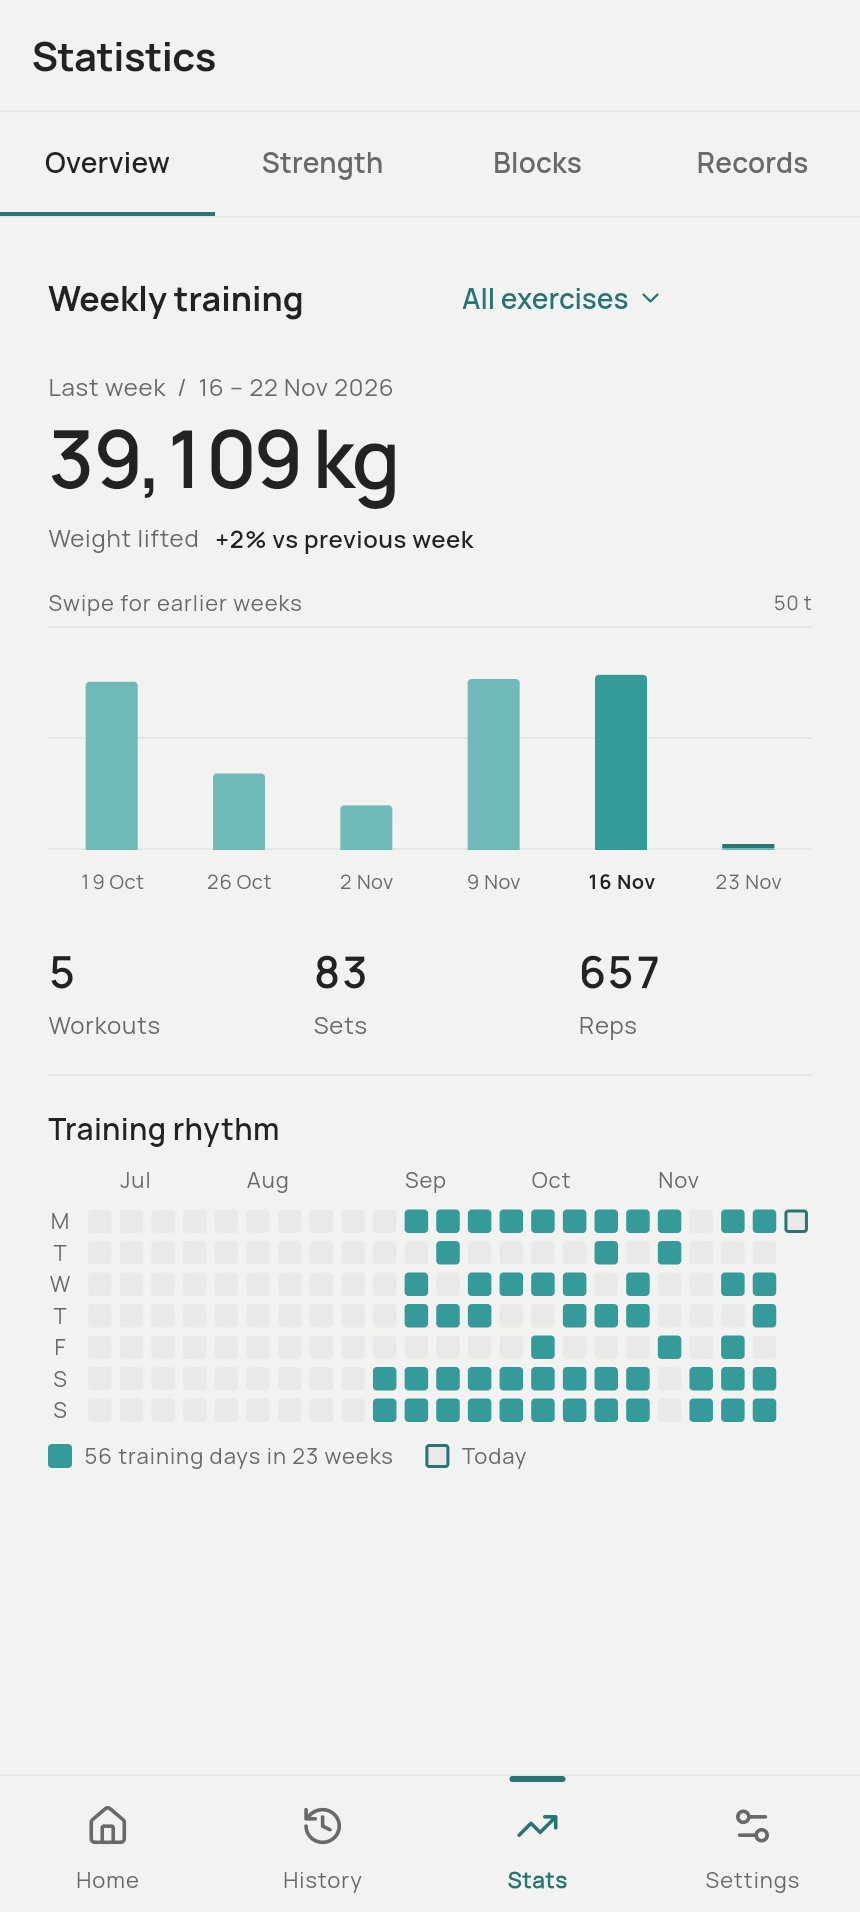 Statistics
Overview Strength Blocks Records
Weekly training All exercises
Last week / 16 – 22 Nov 2026
39,109 kg
Weight lifted +2% vs previous week
Swipe for earlier weeks 50 t
19 Oct 26 Oct 2 Nov 9 Nov 16 Nov 23 Nov
5 83 657
Workouts Sets Reps
Training rhythm
Jul Aug Sep Oct Nov
M
T
W
T
F
S
S
56 training days in 23 weeks Today
Home History Stats Settings